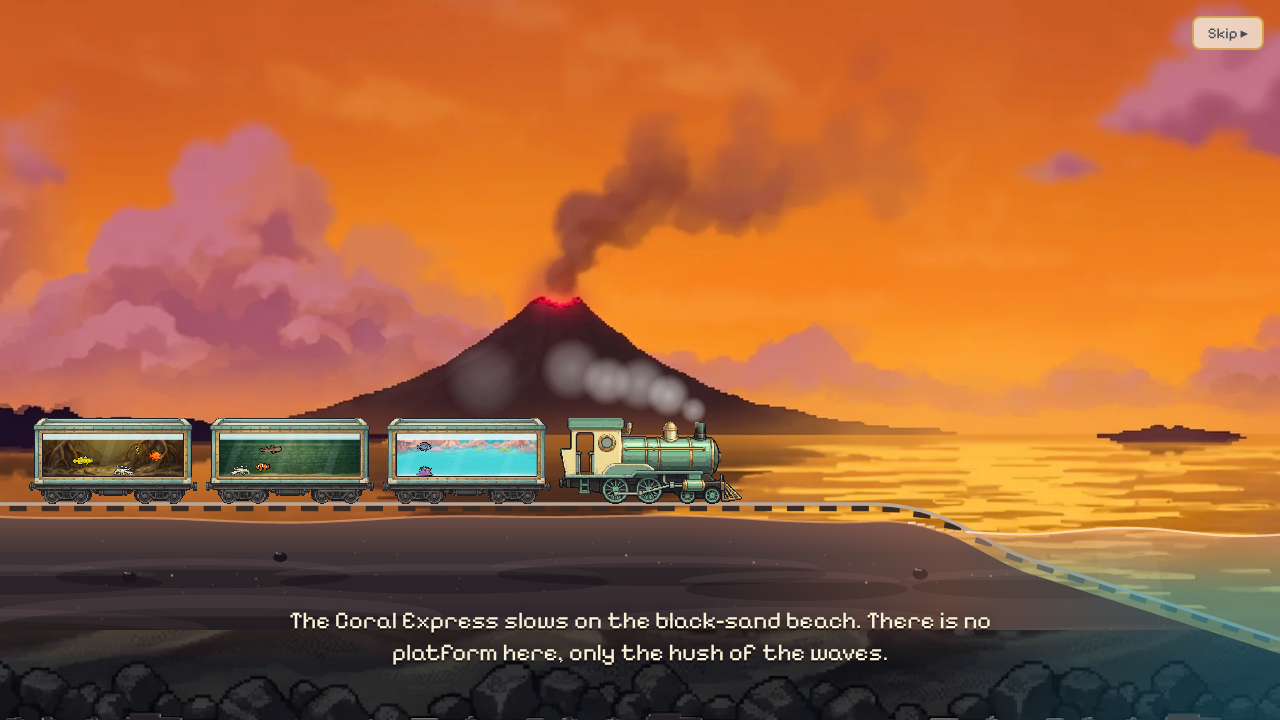 Skip ▸
The Coral Express slows on the black-sand beach. There is no
platform here, only the hush of the waves.